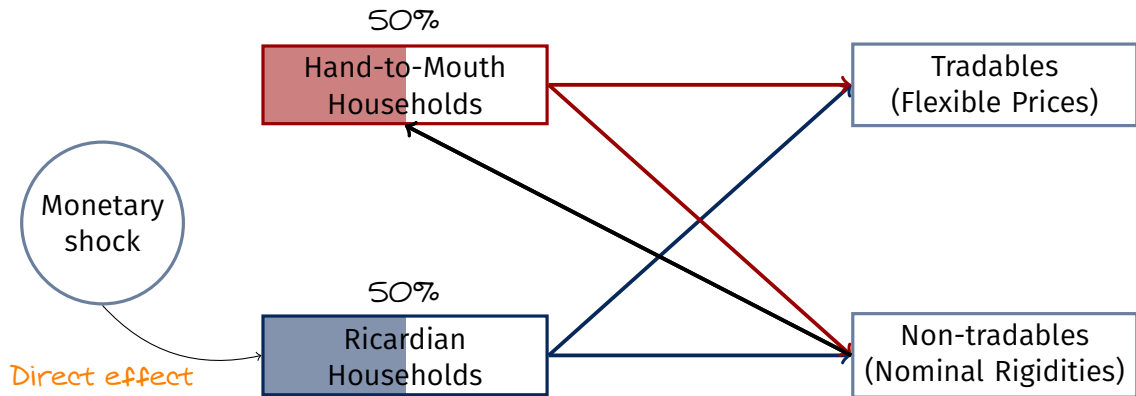 50%
Hand-to-Mouth
Households
Tradables
(Flexible Prices)
Monetary
shock
50%
Ricardian
Households
Non-tradables
(Nominal Rigidities)
Direct effect